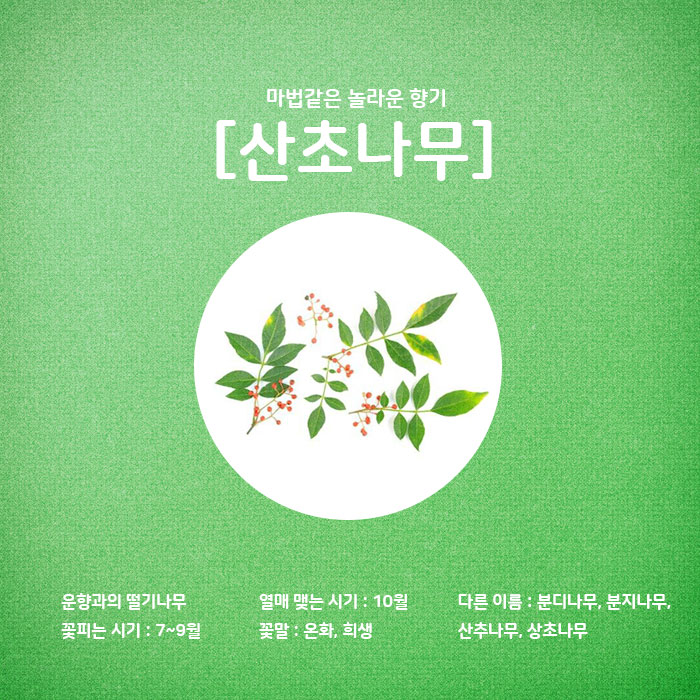 마법같은 놀라운 향기
[산초나무]
운향과의 떨기나무
꽃피는 시기 : 7~9월
열매 맺는 시기 : 10월
꽃말 : 온화, 희생
다른 이름 : 분디나무, 분지나무,
산추나무, 상초나무